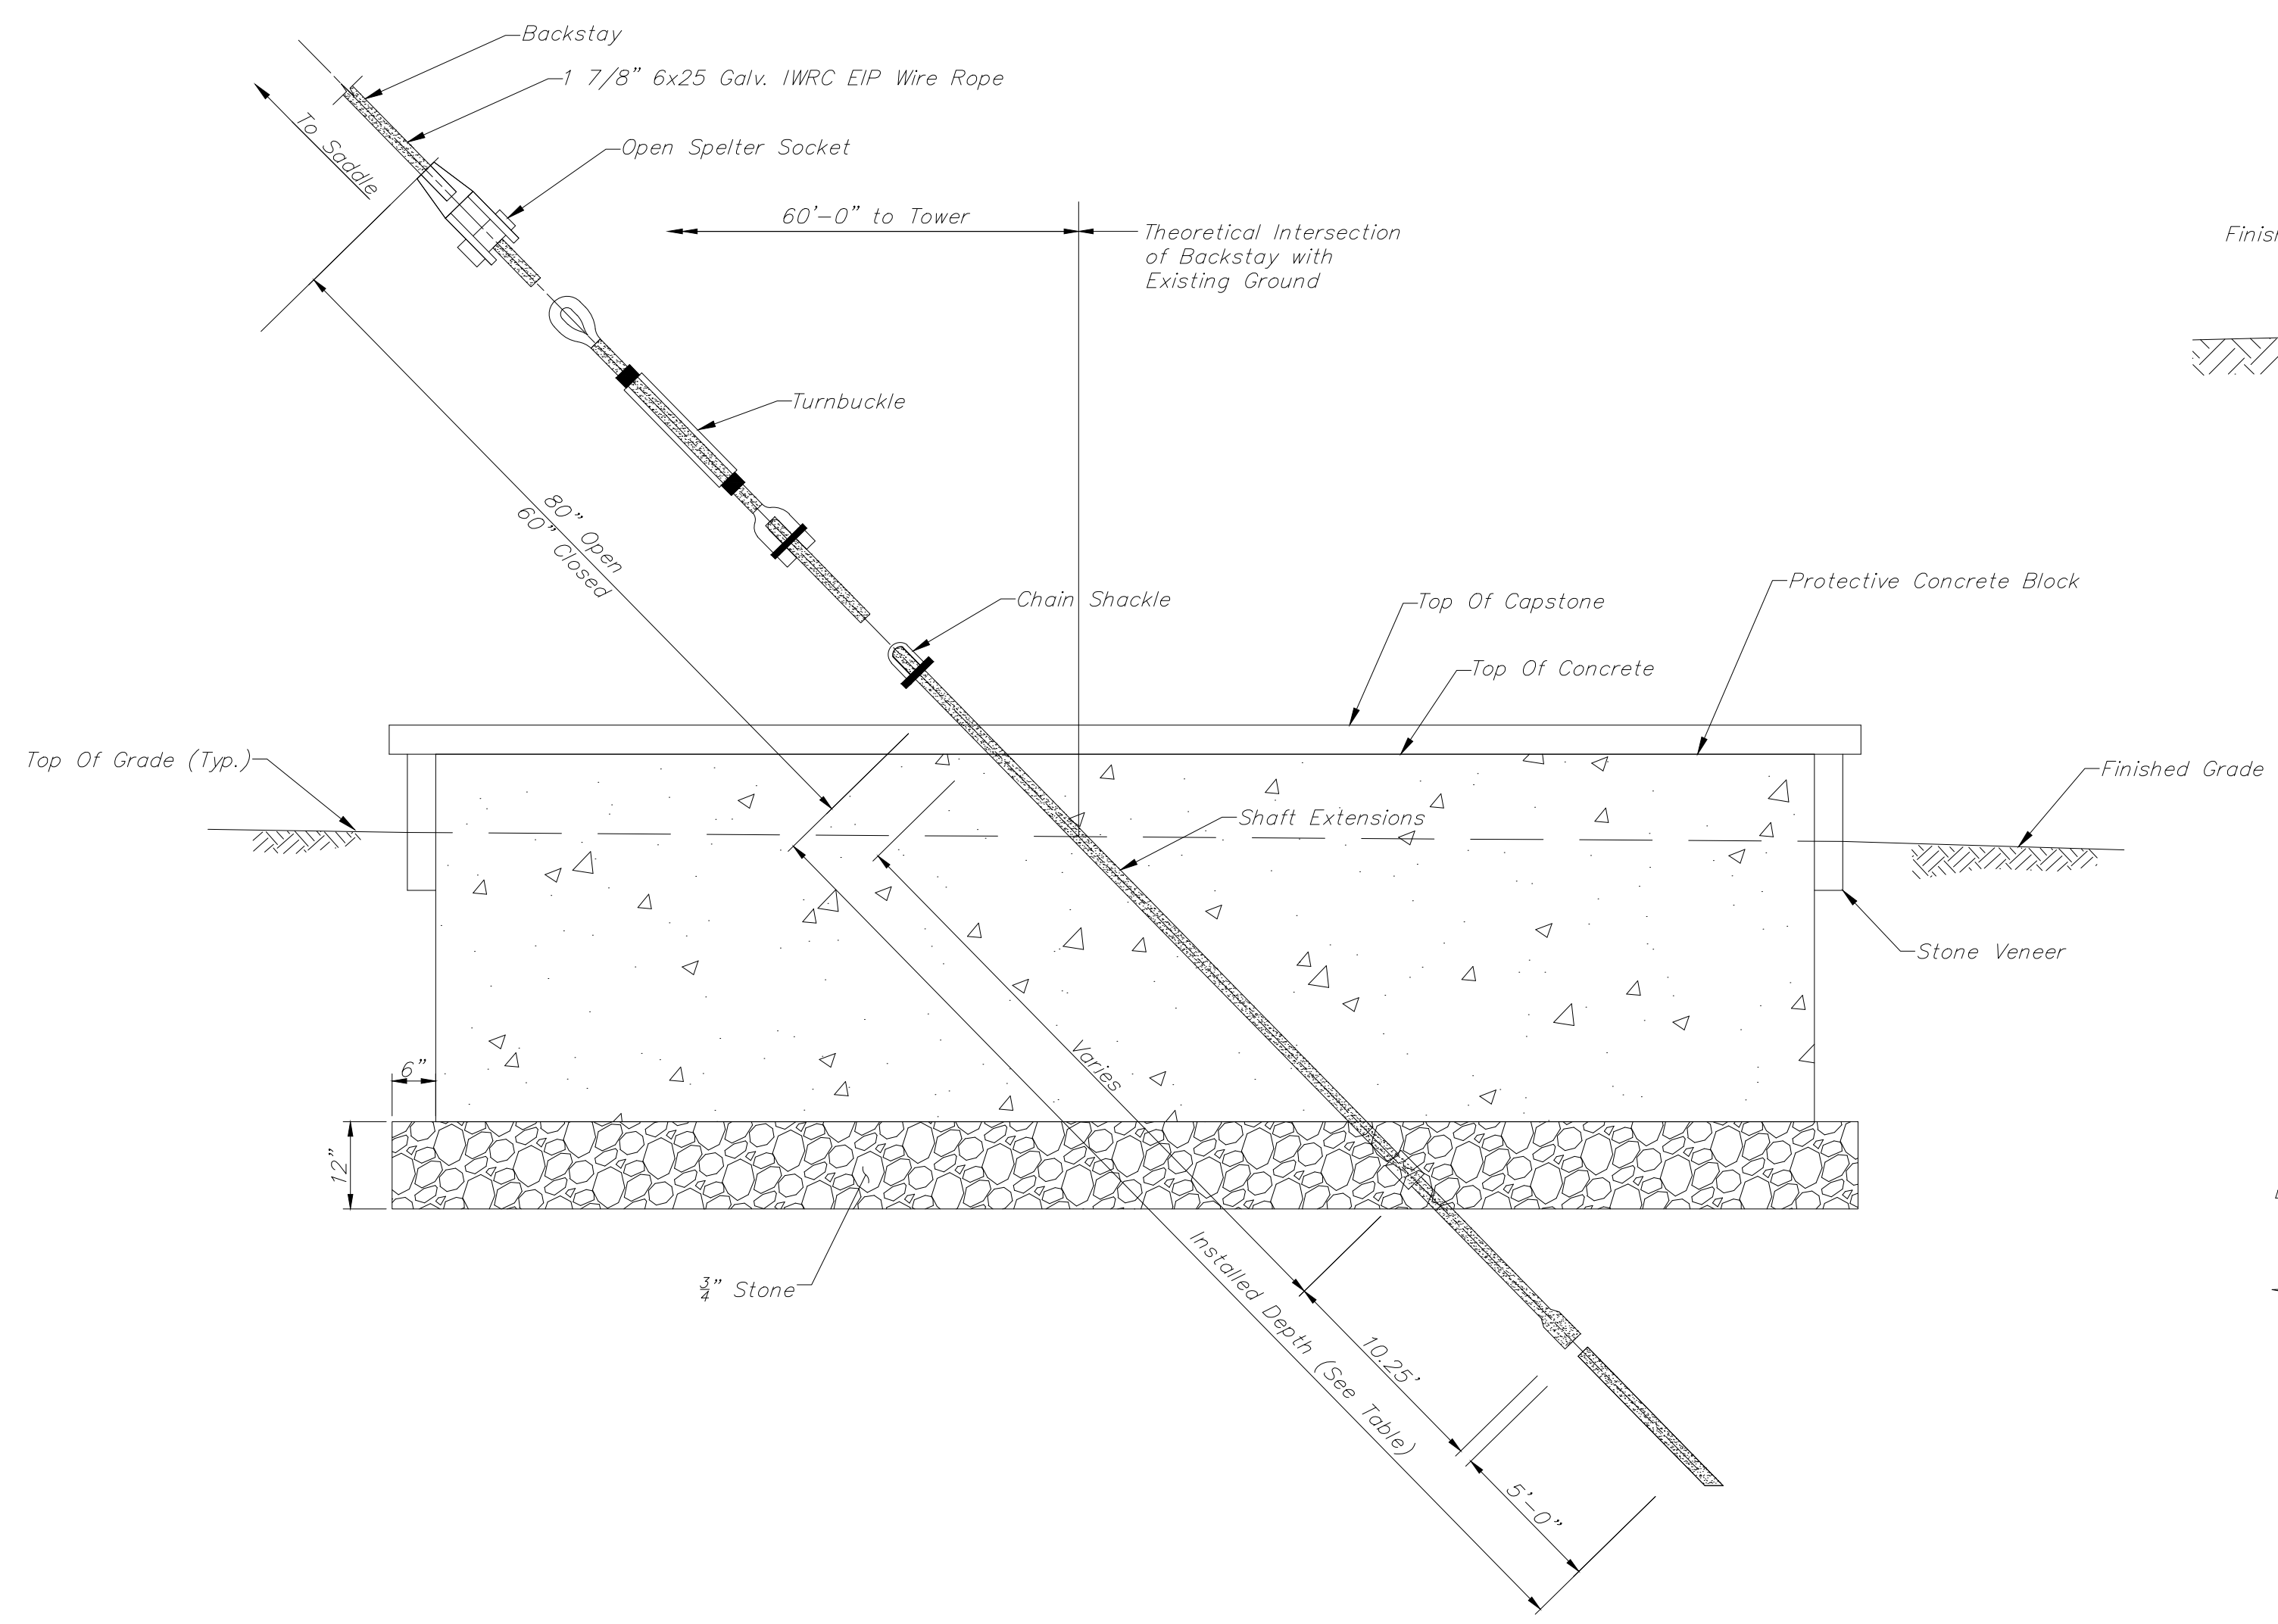 Backstay
1 7/8" 6x25 Galv. IWRC EIP Wire Rope
To Saddle
Open Spelter Socket
60'-0" to Tower
Theoretical Intersection
of Backstay with
Existing Ground
Finis
Turnbuckle
80" Open
60" Closed
Chain Shackle
Top Of Capstone
Protective Concrete Block
Top Of Concrete
Top Of Grade (Typ.)
Finished Grade
Shaft Extensions
Stone Veneer
Varies
6"
12"
3/4" Stone
Installed Depth (See Table)
10.25'
5'-0"